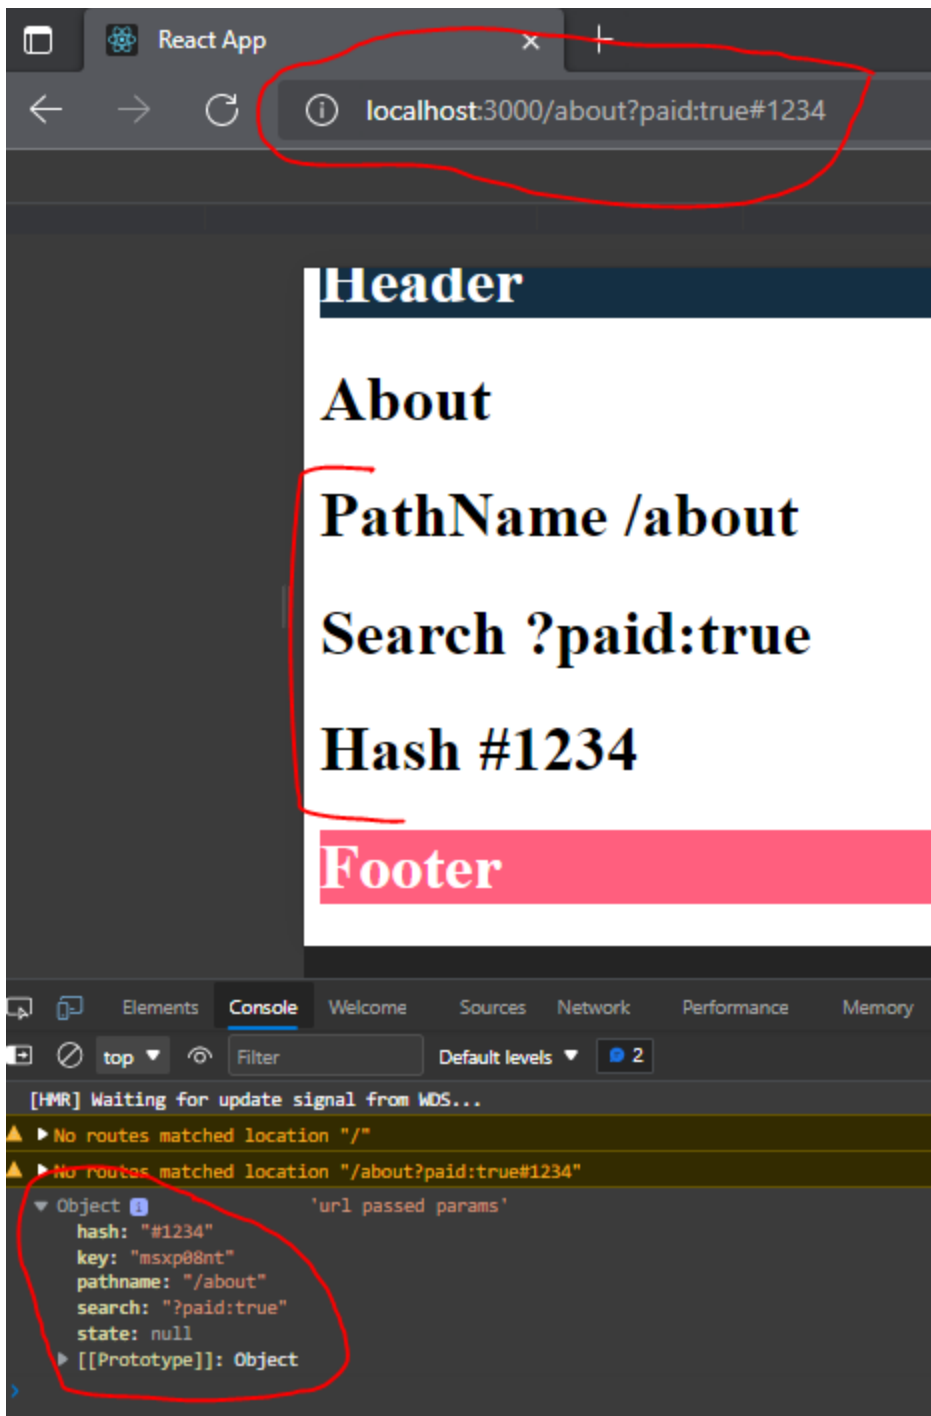 React App
localhost:3000/about?paid:true#1234
Header
About
PathName /about
Search ?paid:true
Hash #1234
Footer
Elements Console Welcome Sources Network Performance Memory
top Filter Default levels 2
[HMR] Waiting for update signal from WDS...
No routes matched location "/"
No routes matched location "/about?paid:true#1234"
Object 'url passed params'
hash: "#1234"
key: "msxp08nt"
pathname: "/about"
search: "?paid:true"
state: null
[[Prototype]]: Object